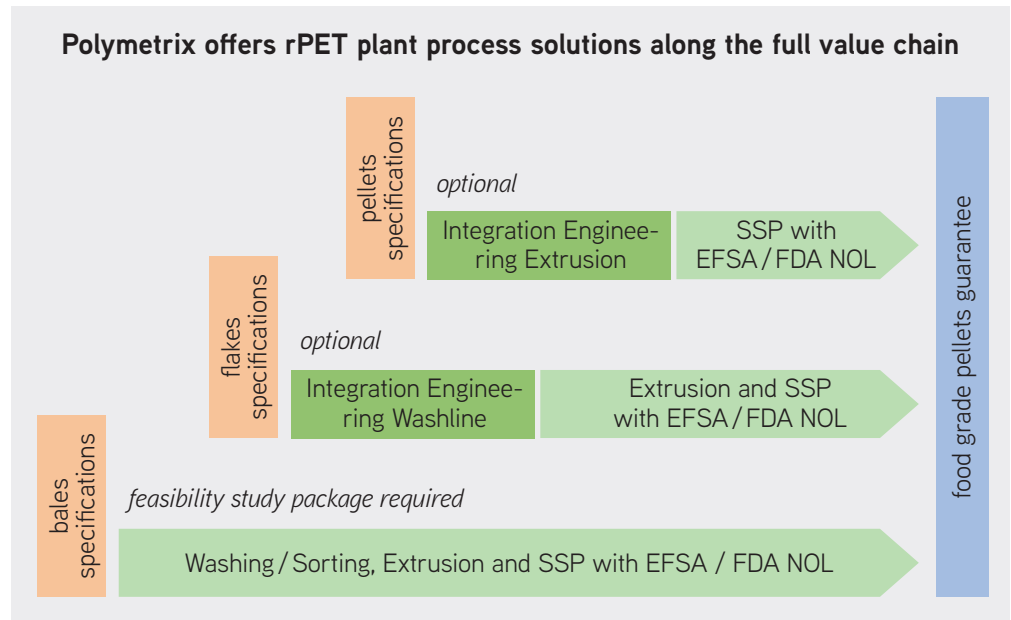 Polymetrix offers rPET plant process solutions along the full value chain
pellets
specifications
optional
Integration Enginee-
ring Extrusion
SSP with
EFSA / FDA NOL
flakes
specifications
optional
Integration Enginee-
ring Washline
Extrusion and SSP
with EFSA / FDA NOL
bales
specifications
feasibility study package required
Washing / Sorting, Extrusion and SSP with EFSA / FDA NOL
food grade pellets guarantee